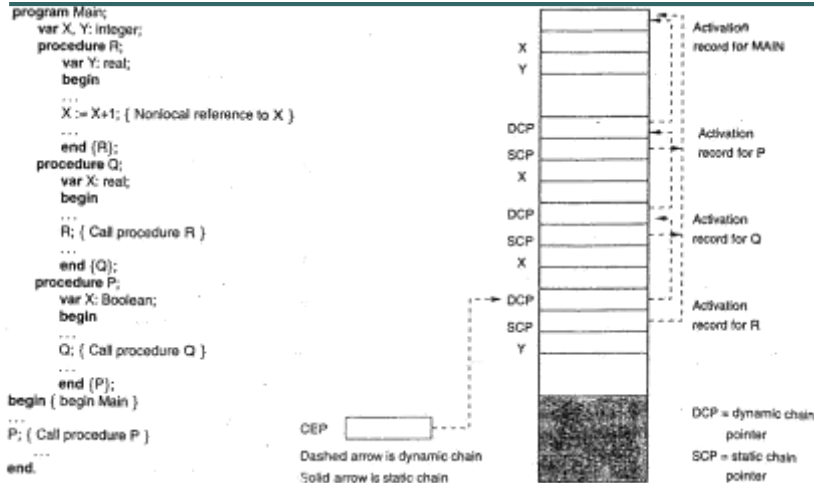 program Main;
var X, Y: integer;
procedure R;
var Y: real;
begin
...
X := X+1; { Nonlocal reference to X }
...
end {R};
procedure Q;
var X: real;
begin
...
R; { Call procedure R }
...
end {Q};
procedure P;
var X: Boolean;
begin
...
Q; { Call procedure Q }
...
end {P};
begin { begin Main }
...
P; { Call procedure P }
...
end.
X
Y
DCP
SCP
X
DCP
SCP
X
DCP
SCP
Y
Activation
record for MAIN
Activation
record for P
Activation
record for Q
Activation
record for R
CEP
Dashed arrow is dynamic chain
Solid arrow is static chain
DCP = dynamic chain
pointer
SCP = static chain
pointer